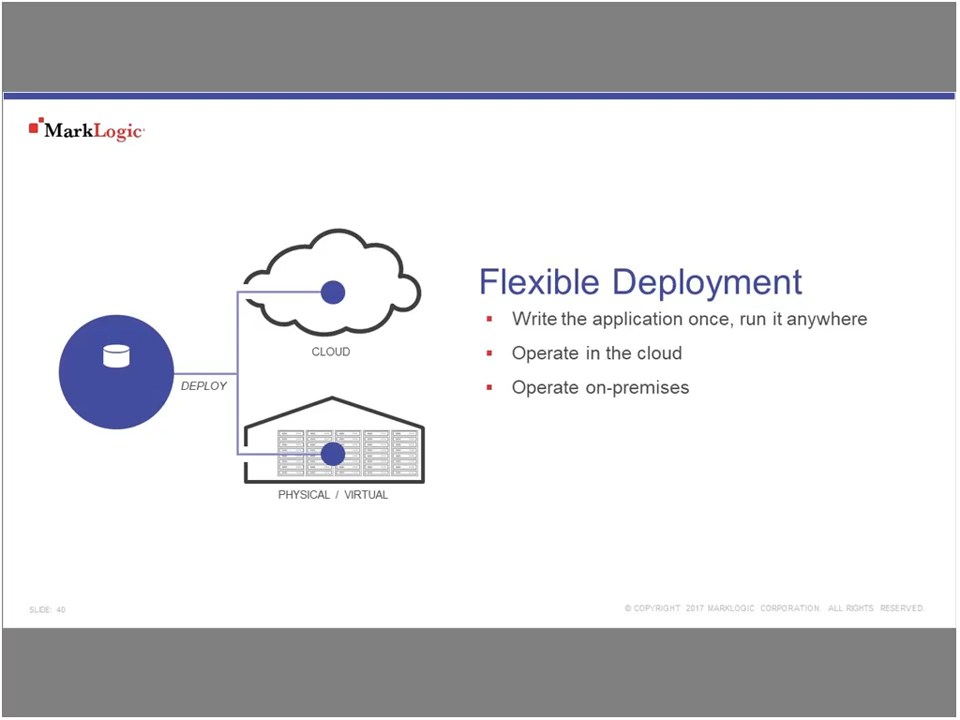 MarkLogic
Flexible Deployment
▪ Write the application once, run it anywhere
▪ Operate in the cloud
▪ Operate on-premises
CLOUD
DEPLOY
PHYSICAL / VIRTUAL
SLIDE: 40
© COPYRIGHT 2017 MARKLOGIC CORPORATION. ALL RIGHTS RESERVED.